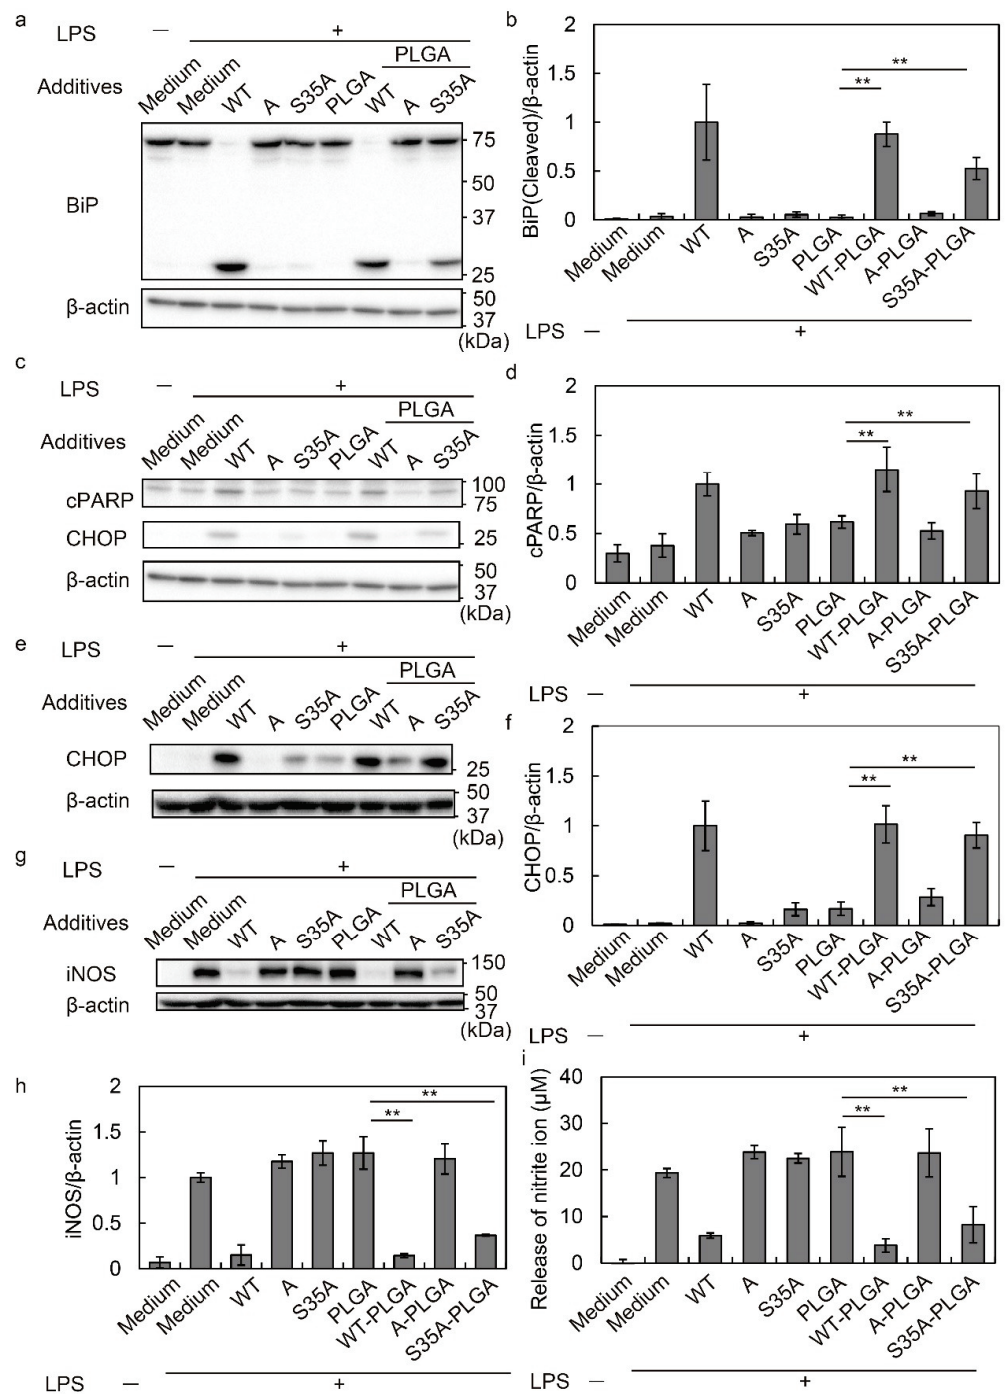 a
LPS — +
PLGA
Additives Medium Medium WT A S35A PLGA WT A S35A
BiP
75
50
37
25
β-actin
50
37
(kDa)
b
BiP(Cleaved)/β-actin
2
1.5
1
0.5
0
**
**
Medium Medium WT A S35A PLGA WT-PLGA A-PLGA S35A-PLGA
LPS — +
c
LPS — +
PLGA
Additives Medium Medium WT A S35A PLGA WT A S35A
cPARP
100
75
CHOP
25
β-actin
50
37
(kDa)
d
cPARP/β-actin
2
1.5
1
0.5
0
**
**
Medium Medium WT A S35A PLGA WT-PLGA A-PLGA S35A-PLGA
LPS — +
e
LPS — +
PLGA
Additives Medium Medium WT A S35A PLGA WT A S35A
CHOP
25
β-actin
50
37
(kDa)
f
CHOP/β-actin
2
1.5
1
0.5
0
**
**
Medium Medium WT A S35A PLGA WT-PLGA A-PLGA S35A-PLGA
LPS — +
g
LPS — +
PLGA
Additives Medium Medium WT A S35A PLGA WT A S35A
iNOS
150
β-actin
50
37
(kDa)
h
iNOS/β-actin
2
1.5
1
0.5
0
**
**
Medium Medium WT A S35A PLGA WT-PLGA A-PLGA S35A-PLGA
LPS — +
i
Release of nitrite ion (μM)
40
30
20
10
0
**
**
Medium Medium WT A S35A PLGA WT-PLGA A-PLGA S35A-PLGA
LPS — +